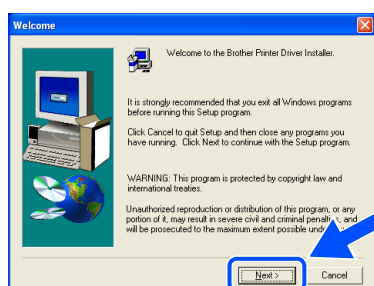 Welcome
Welcome to the Brother Printer Driver Installer.
It is strongly recommended that you exit all Windows programs
before running this Setup program.
Click Cancel to quit Setup and then close any programs you
have running. Click Next to continue with the Setup program.
WARNING: This program is protected by copyright law and
international treaties.
Unauthorized reproduction or distribution of this program, or any
portion of it, may result in severe civil and criminal penalties, and
will be prosecuted to the maximum extent possible under
Next >
Cancel